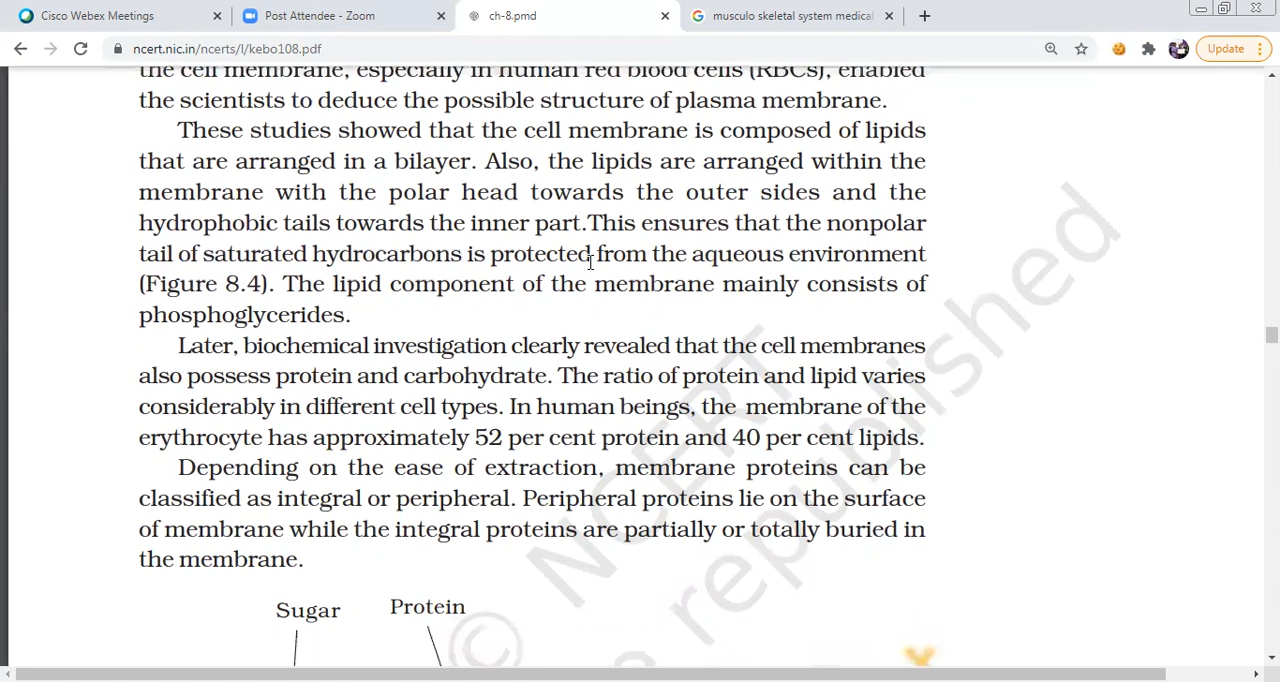 Cisco Webex Meetings
Post Attendee - Zoom
ch-8.pmd
musculo skeletal system medical
ncert.nic.in/ncerts/l/kebo108.pdf
Update
the cell membrane, especially in human red blood cells (RBCs), enabled
the scientists to deduce the possible structure of plasma membrane.
These studies showed that the cell membrane is composed of lipids
that are arranged in a bilayer. Also, the lipids are arranged within the
membrane with the polar head towards the outer sides and the
hydrophobic tails towards the inner part.This ensures that the nonpolar
tail of saturated hydrocarbons is protected from the aqueous environment
(Figure 8.4). The lipid component of the membrane mainly consists of
phosphoglycerides.
Later, biochemical investigation clearly revealed that the cell membranes
also possess protein and carbohydrate. The ratio of protein and lipid varies
considerably in different cell types. In human beings, the membrane of the
erythrocyte has approximately 52 per cent protein and 40 per cent lipids.
Depending on the ease of extraction, membrane proteins can be
classified as integral or peripheral. Peripheral proteins lie on the surface
of membrane while the integral proteins are partially or totally buried in
the membrane.
Sugar
Protein
© NCERT
republished